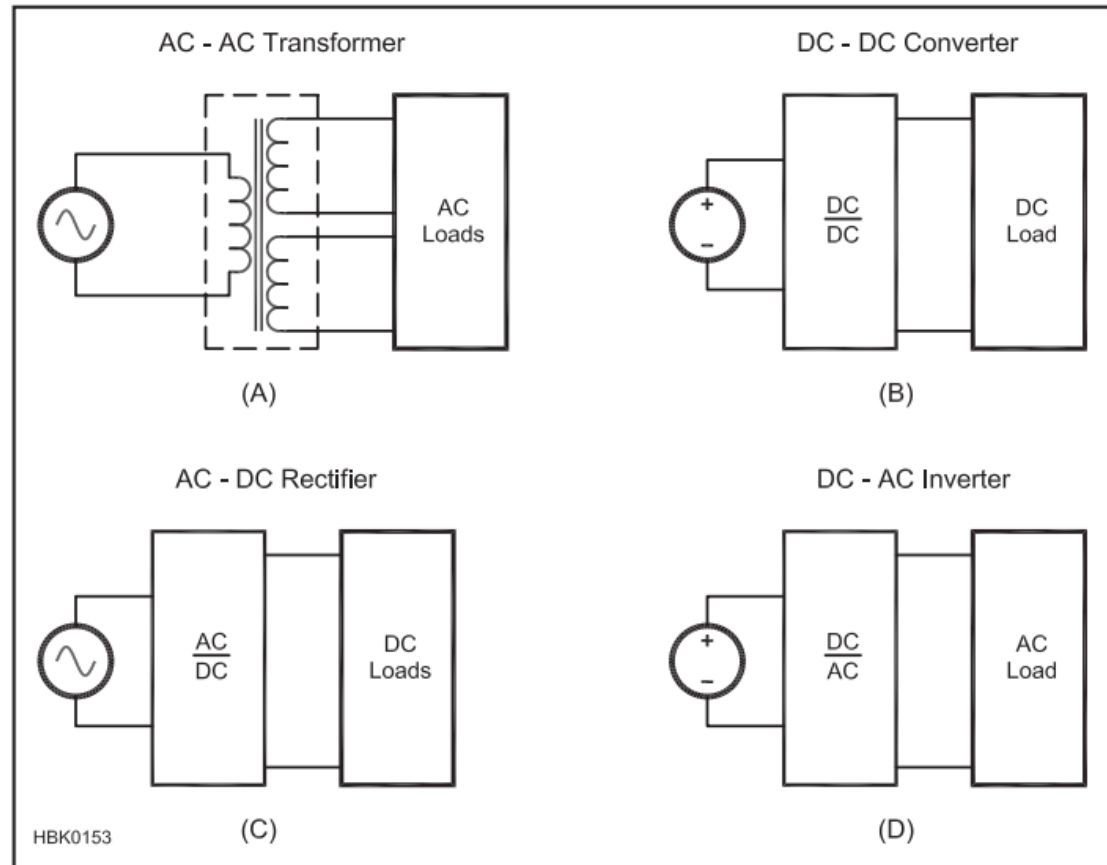 AC - AC Transformer
AC
Loads
(A)
DC - DC Converter
+
−
DC
DC
DC
Load
(B)
AC - DC Rectifier
AC
DC
DC
Loads
(C)
DC - AC Inverter
+
−
DC
AC
AC
Load
(D)
HBK0153